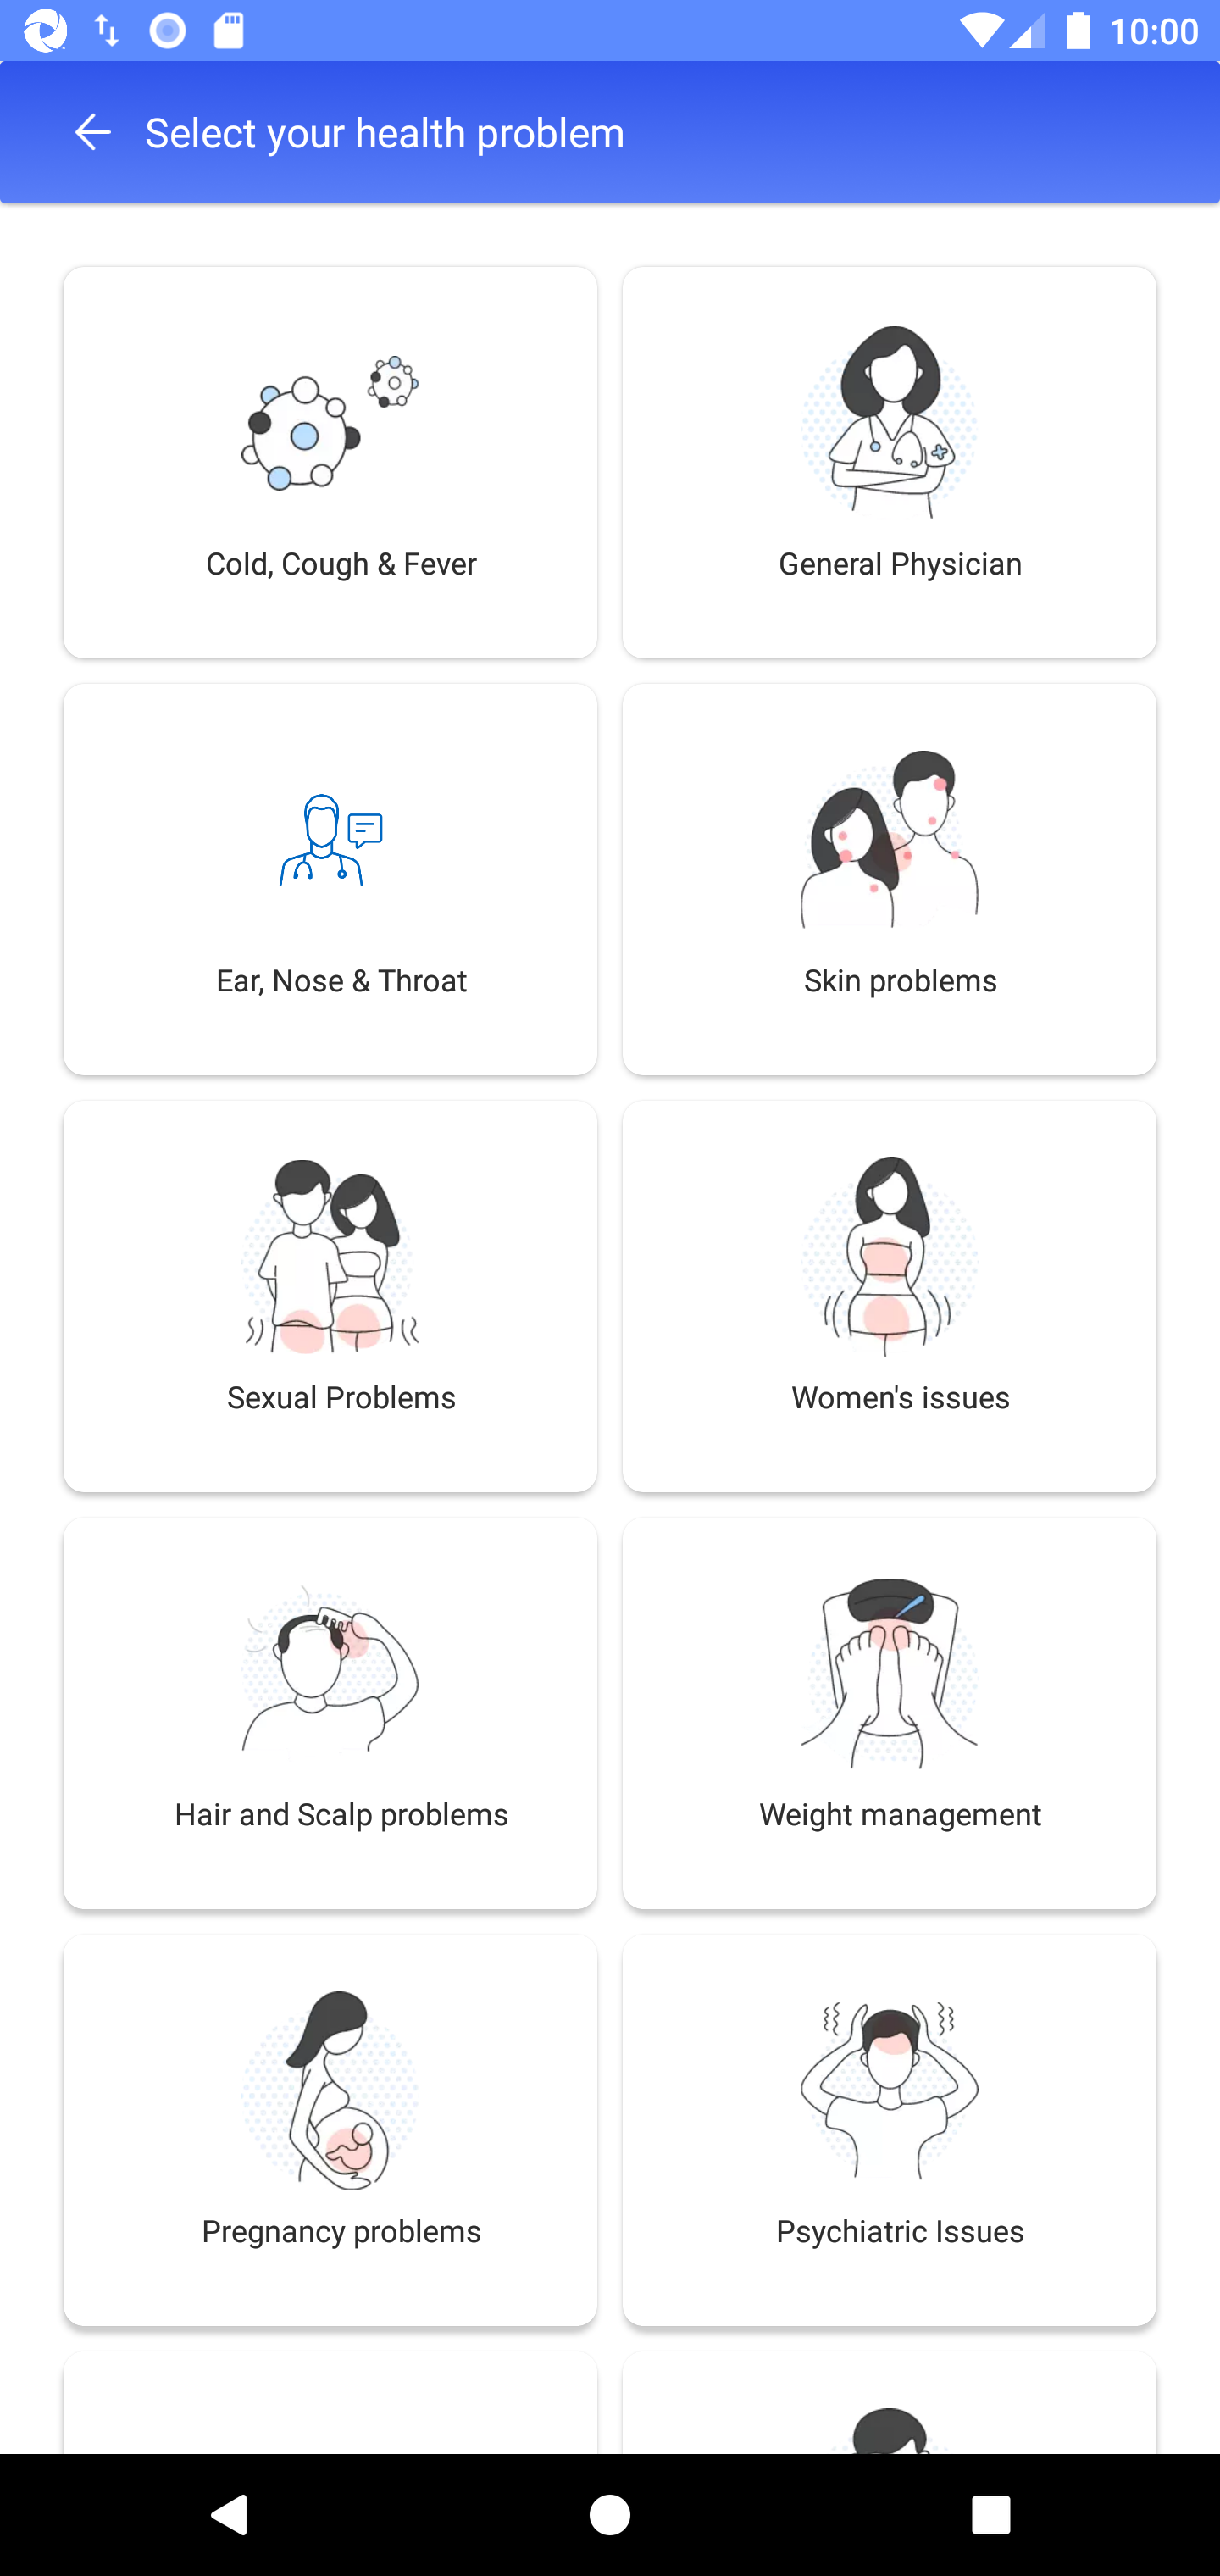 10:00
Select your health problem
Cold, Cough & Fever
General Physician
Ear, Nose & Throat
Skin problems
Sexual Problems
Women's issues
Hair and Scalp problems
Weight management
Pregnancy problems
Psychiatric Issues